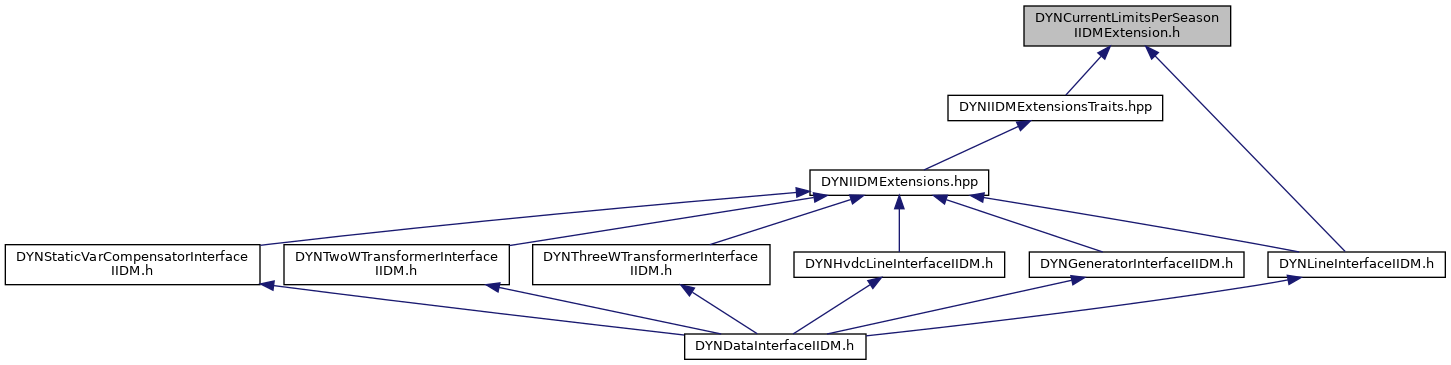 DYNCurrentLimitsPerSeason
IIDMExtension.h
DYNIIDMExtensionsTraits.hpp
DYNIIDMExtensions.hpp
DYNStaticVarCompensatorInterface
IIDM.h
DYNTwoWTransformerInterface
IIDM.h
DYNThreeWTransformerInterface
IIDM.h
DYNHvdcLineInterfaceIIDM.h
DYNGeneratorInterfaceIIDM.h
DYNLineInterfaceIIDM.h
DYNDataInterfaceIIDM.h